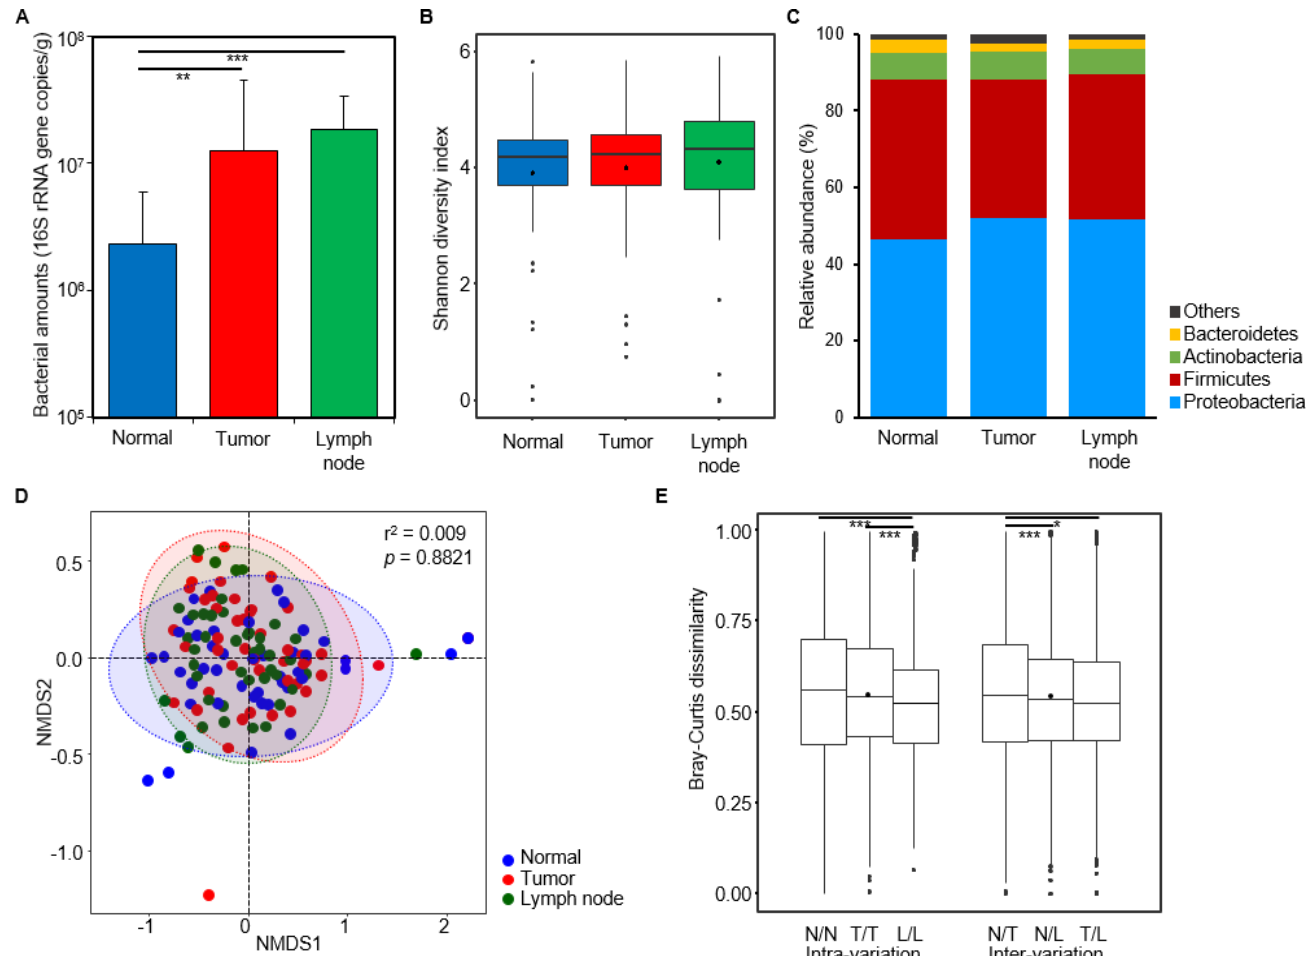 A
Bacterial amounts (16S rRNA gene copies/g)
10⁸
10⁷
10⁶
10⁵
***
**
Normal
Tumor
Lymph
node
B
Shannon diversity index
6
4
2
0
Normal
Tumor
Lymph
node
C
Relative abundance (%)
100
80
60
40
20
0
Normal
Tumor
Lymph
node
Others
Bacteroidetes
Actinobacteria
Firmicutes
Proteobacteria
D
NMDS2
0.5
0.0
-0.5
-1.0
r² = 0.009
p = 0.8821
-1
0
1
2
NMDS1
Normal
Tumor
Lymph node
E
Bray-Curtis dissimilarity
1.00
0.75
0.50
0.25
0.00
***
***
*
***
N/N T/T L/L
Intra-variation
N/T N/L T/L
Inter-variation